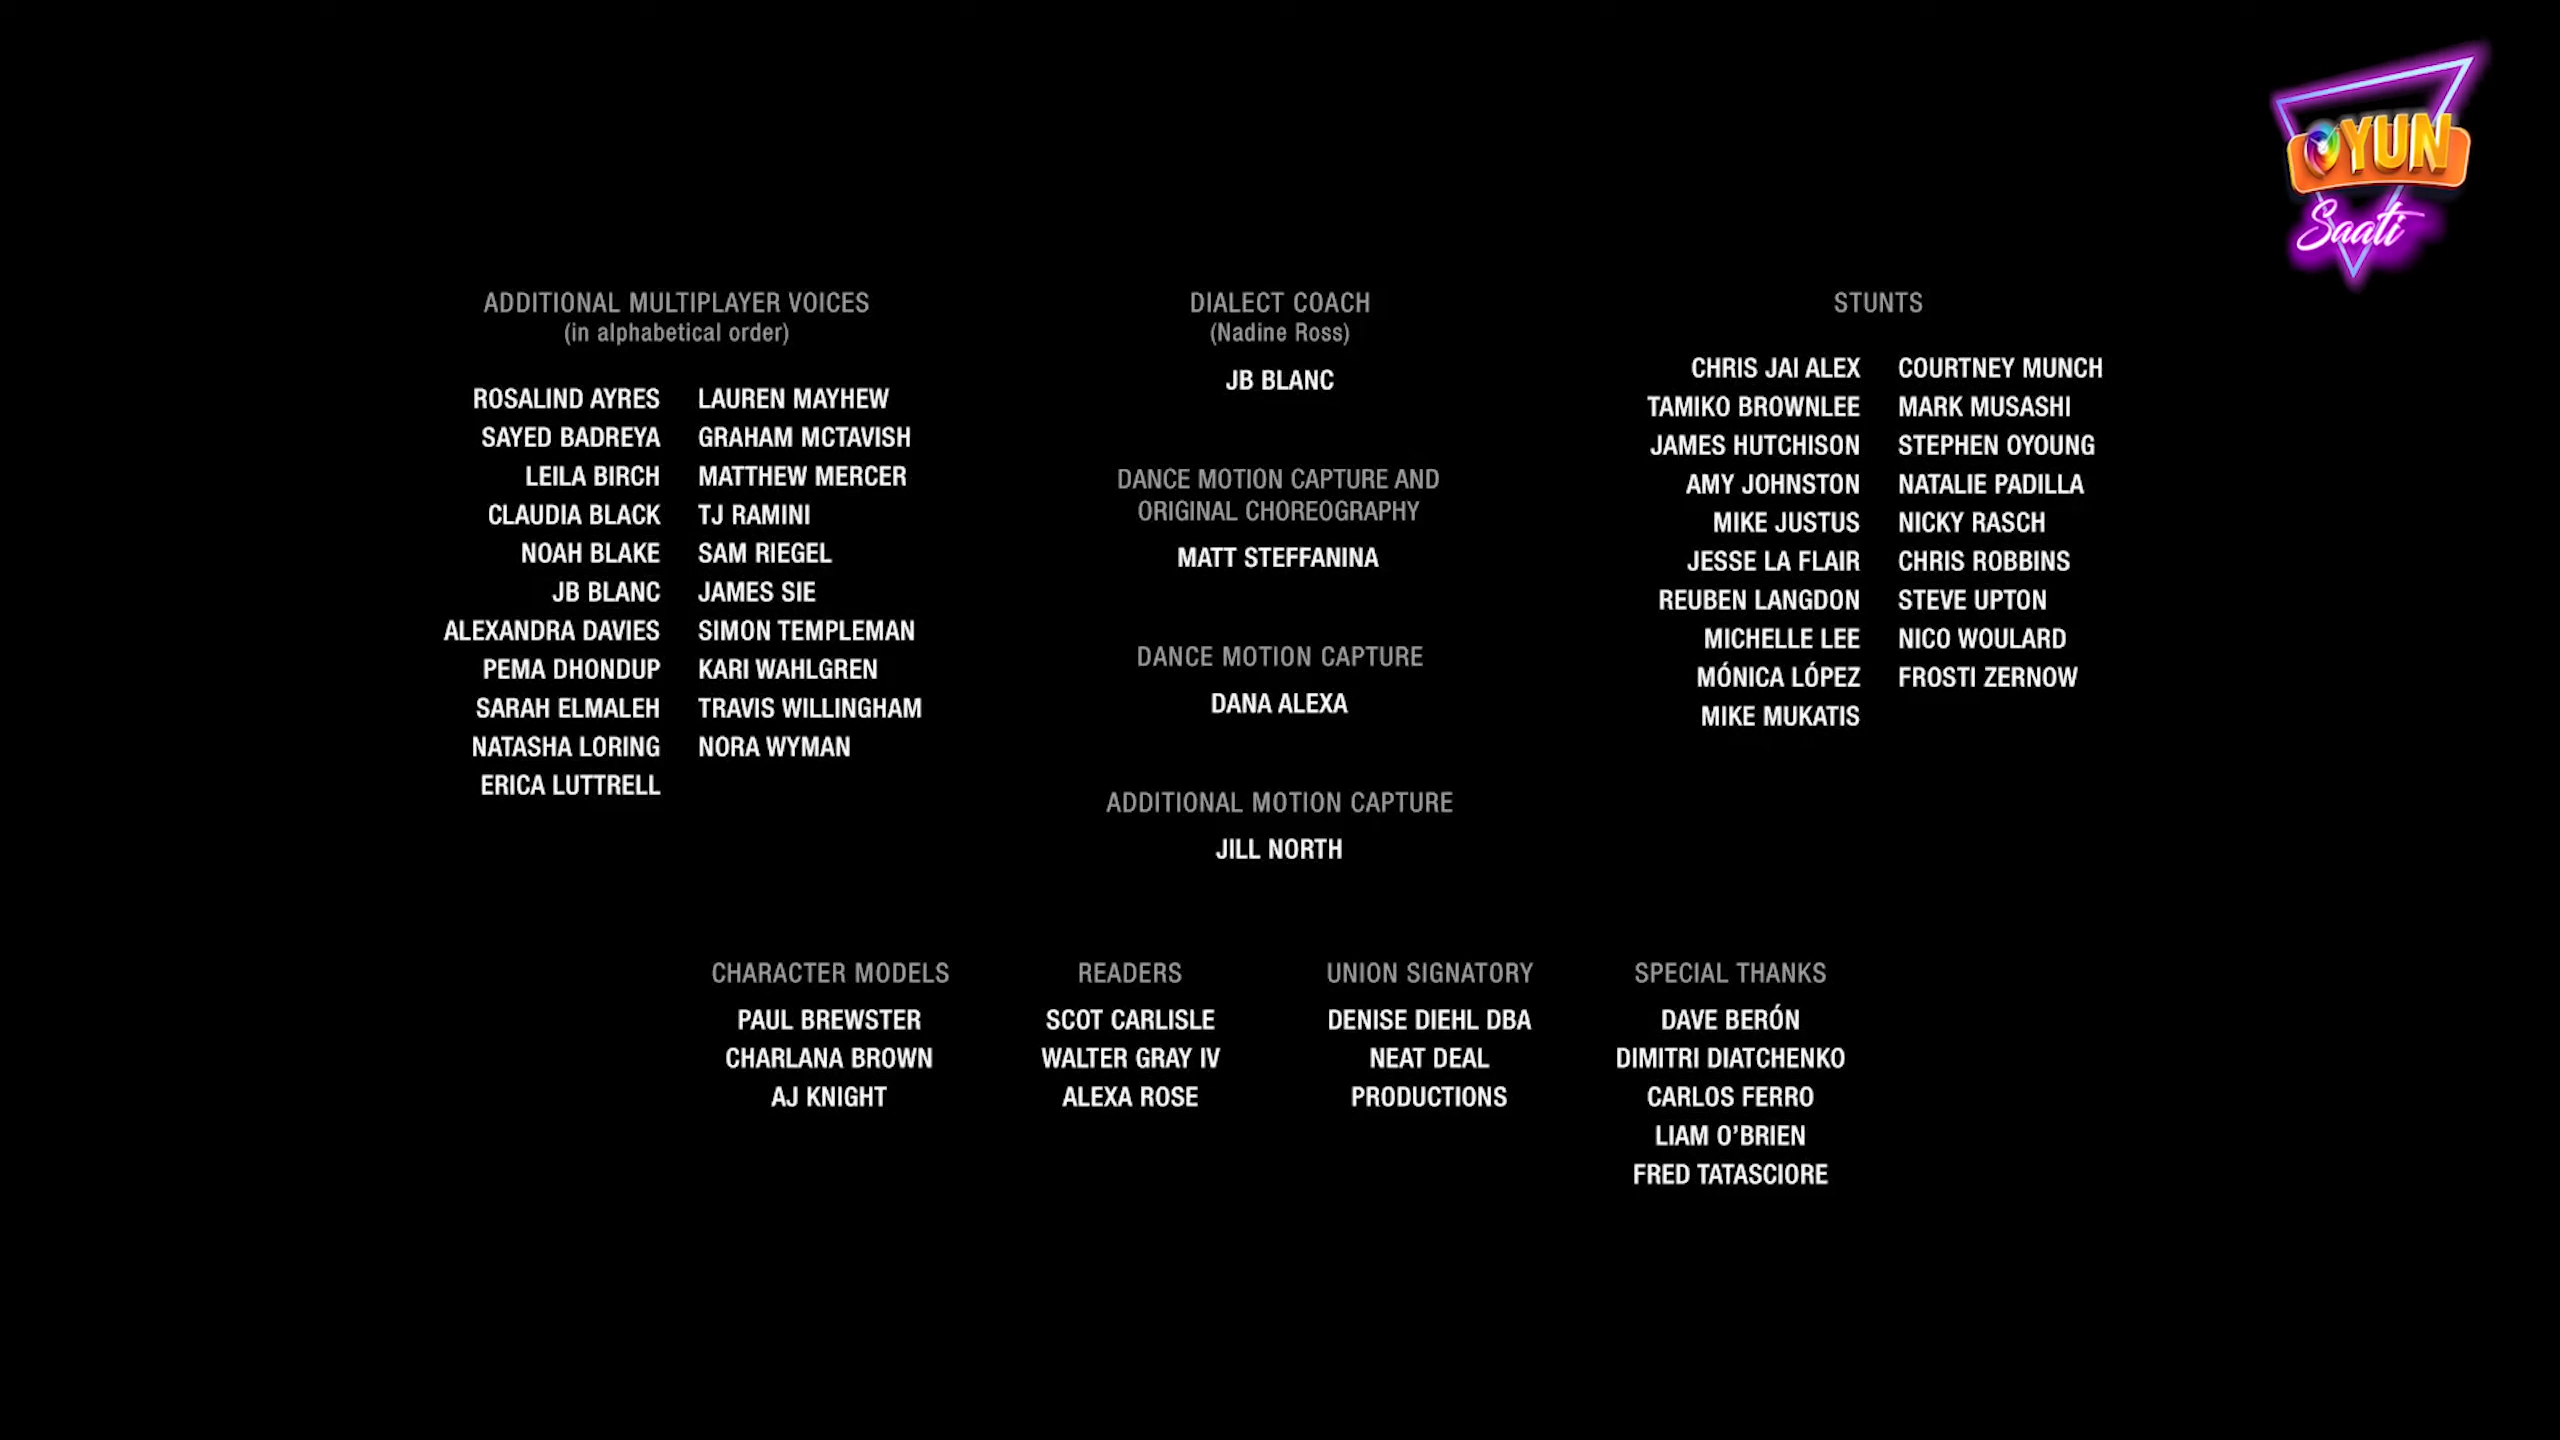 OYUN
Saati
ADDITIONAL MULTIPLAYER VOICES
(in alphabetical order)
ROSALIND AYRES LAUREN MAYHEW
SAYED BADREYA GRAHAM MCTAVISH
LEILA BIRCH MATTHEW MERCER
CLAUDIA BLACK TJ RAMINI
NOAH BLAKE SAM RIEGEL
JB BLANC JAMES SIE
ALEXANDRA DAVIES SIMON TEMPLEMAN
PEMA DHONDUP KARI WAHLGREN
SARAH ELMALEH TRAVIS WILLINGHAM
NATASHA LORING NORA WYMAN
ERICA LUTTRELL
DIALECT COACH
(Nadine Ross)
JB BLANC
DANCE MOTION CAPTURE AND
ORIGINAL CHOREOGRAPHY
MATT STEFFANINA
DANCE MOTION CAPTURE
DANA ALEXA
ADDITIONAL MOTION CAPTURE
JILL NORTH
STUNTS
CHRIS JAI ALEX COURTNEY MUNCH
TAMIKO BROWNLEE MARK MUSASHI
JAMES HUTCHISON STEPHEN OYOUNG
AMY JOHNSTON NATALIE PADILLA
MIKE JUSTUS NICKY RASCH
JESSE LA FLAIR CHRIS ROBBINS
REUBEN LANGDON STEVE UPTON
MICHELLE LEE NICO WOULARD
MÓNICA LÓPEZ FROSTI ZERNOW
MIKE MUKATIS
CHARACTER MODELS
PAUL BREWSTER
CHARLANA BROWN
AJ KNIGHT
READERS
SCOT CARLISLE
WALTER GRAY IV
ALEXA ROSE
UNION SIGNATORY
DENISE DIEHL DBA
NEAT DEAL
PRODUCTIONS
SPECIAL THANKS
DAVE BERÓN
DIMITRI DIATCHENKO
CARLOS FERRO
LIAM O’BRIEN
FRED TATASCIORE